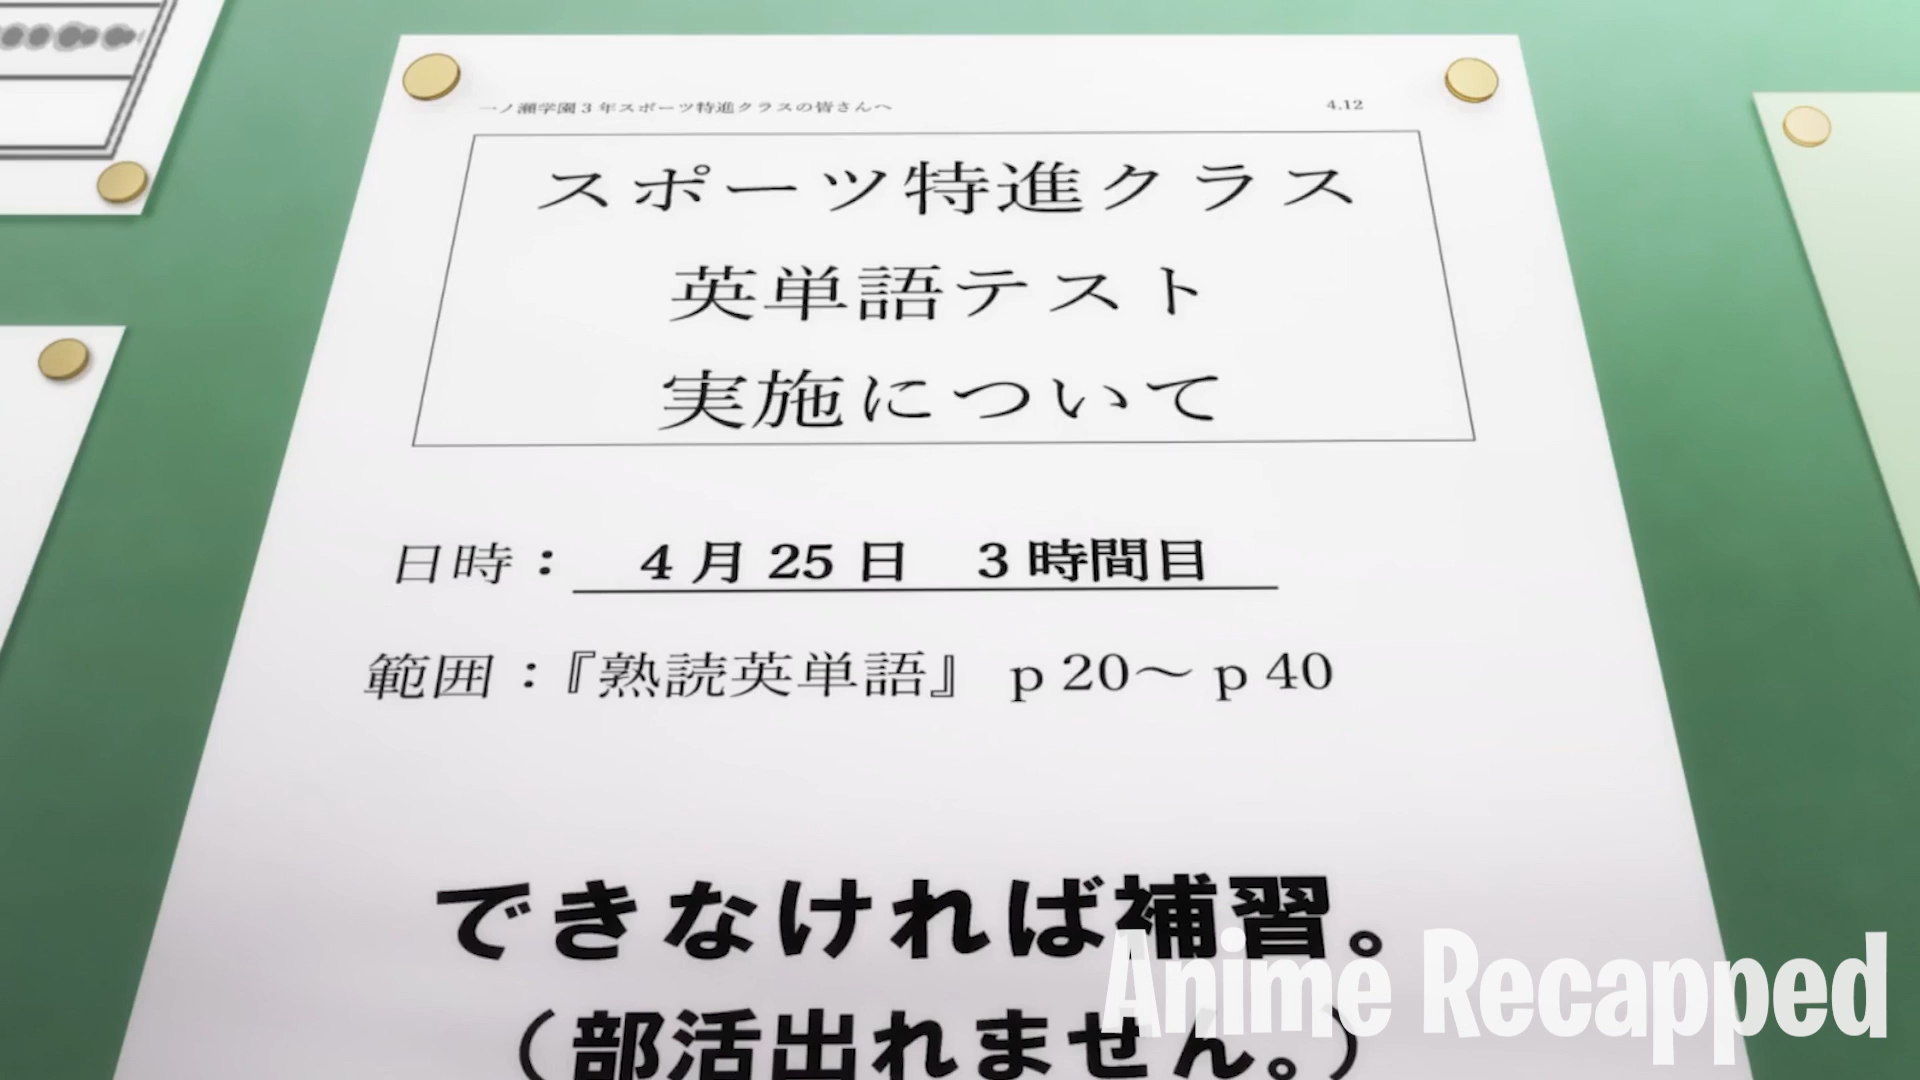 一ノ瀬学園3年スポーツ特進クラスの皆さんへ 4.12
スポーツ特進クラス
英単語テスト
実施について
日時： 4月25日 3時間目
範囲：『熟読英単語』 p20〜p40
できなければ補習。
（部活出れません。）
Anime Recapped